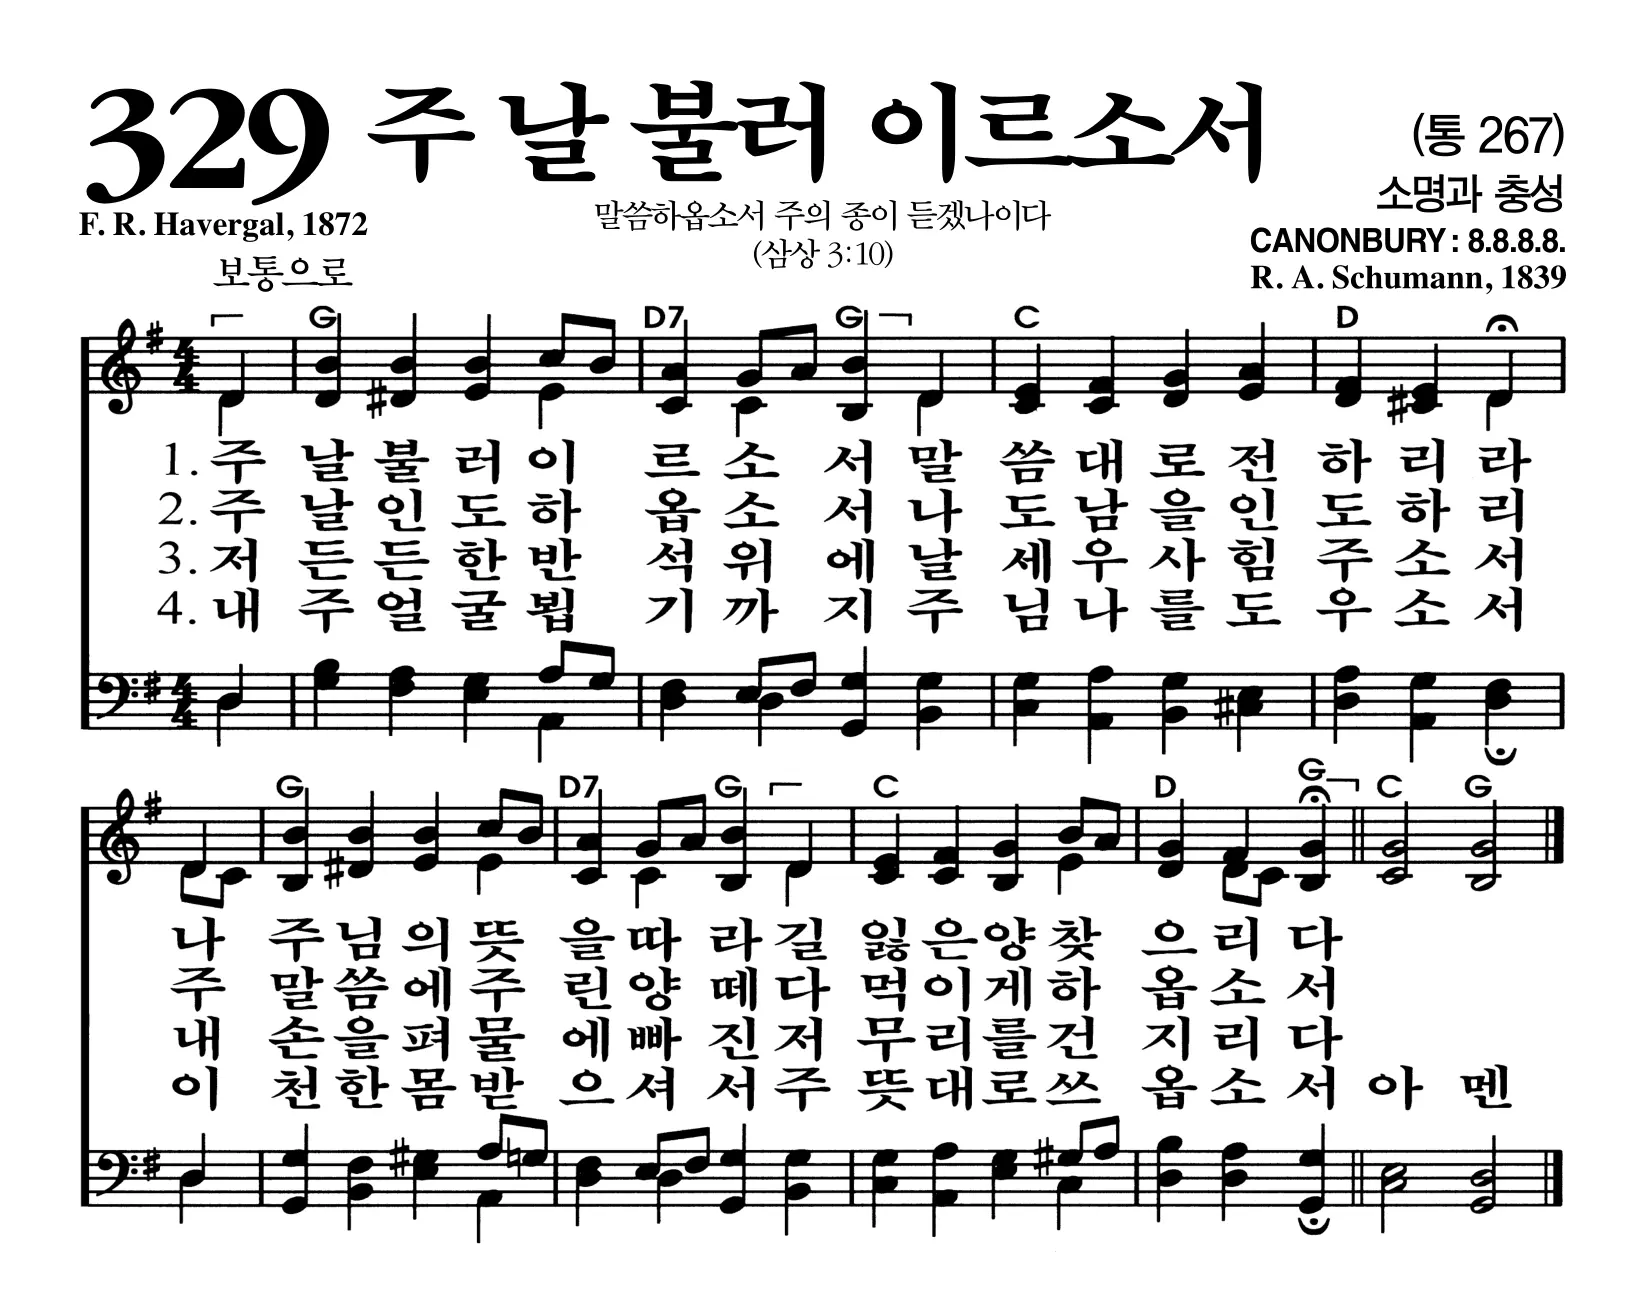 329 주 날 불러 이르소서 (통 267)
소명과 충성
F. R. Havergal, 1872 말씀하옵소서 주의 종이 듣겠나이다 CANONBURY : 8.8.8.8.
(삼상 3:10)
보통으로 R. A. Schumann, 1839
G D7 G C D
1. 주 날 불 러 이 르 소 서 말 씀 대 로 전 하 리 라
2. 주 날 인 도 하 옵 소 서 나 도 남 을 인 도 하 리
3. 저 든 든 한 반 석 위 에 날 세 우 사 힘 주 소 서
4. 내 주 얼 굴 뵙 기 까 지 주 님 나 를 도 우 소 서
G D7 G C D G C G
나 주 님 의 뜻 을 따 라 길 잃 은 양 찾 으 리 다
주 말 씀 에 주 린 양 떼 다 먹 이 게 하 옵 소 서
내 손 을 펴 물 에 빠 진 저 무 리 를 건 지 리 다
이 천 한 몸 받 으 셔 서 주 뜻 대 로 쓰 옵 소 서 아 멘